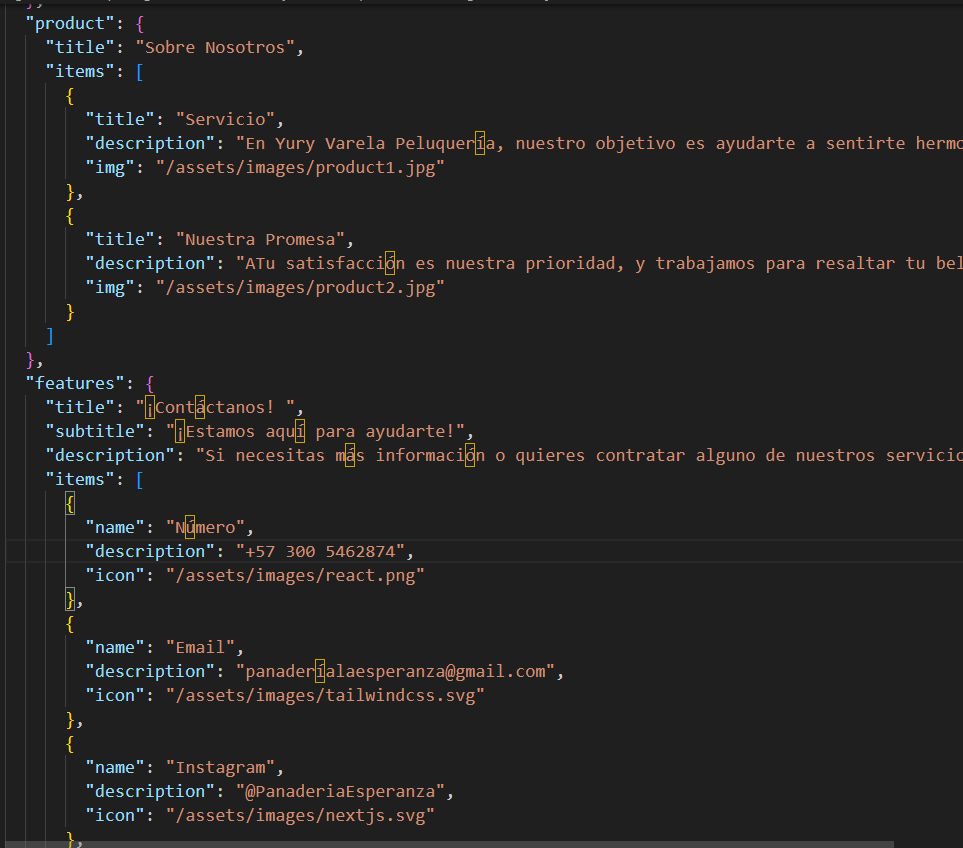 "product": {
"title": "Sobre Nosotros",
"items": [
{
"title": "Servicio",
"description": "En Yury Varela Peluquería, nuestro objetivo es ayudarte a sentirte
"img": "/assets/images/product1.jpg"
},
{
"title": "Nuestra Promesa",
"description": "ATu satisfacción es nuestra prioridad, y trabajamos para resaltar tu
"img": "/assets/images/product2.jpg"
}
]
},
"features": {
"title": "¡Contáctanos! ",
"subtitle": "¡Estamos aquí para ayudarte!",
"description": "Si necesitas más información o quieres contratar alguno de nuestros servicio
"items": [
{
"name": "Número",
"description": "+57 300 5462874",
"icon": "/assets/images/react.png"
},
{
"name": "Email",
"description": "panaderíalaesperanza@gmail.com",
"icon": "/assets/images/tailwindcss.svg"
},
{
"name": "Instagram",
"description": "@PanaderiaEsperanza",
"icon": "/assets/images/nextjs.svg"
},